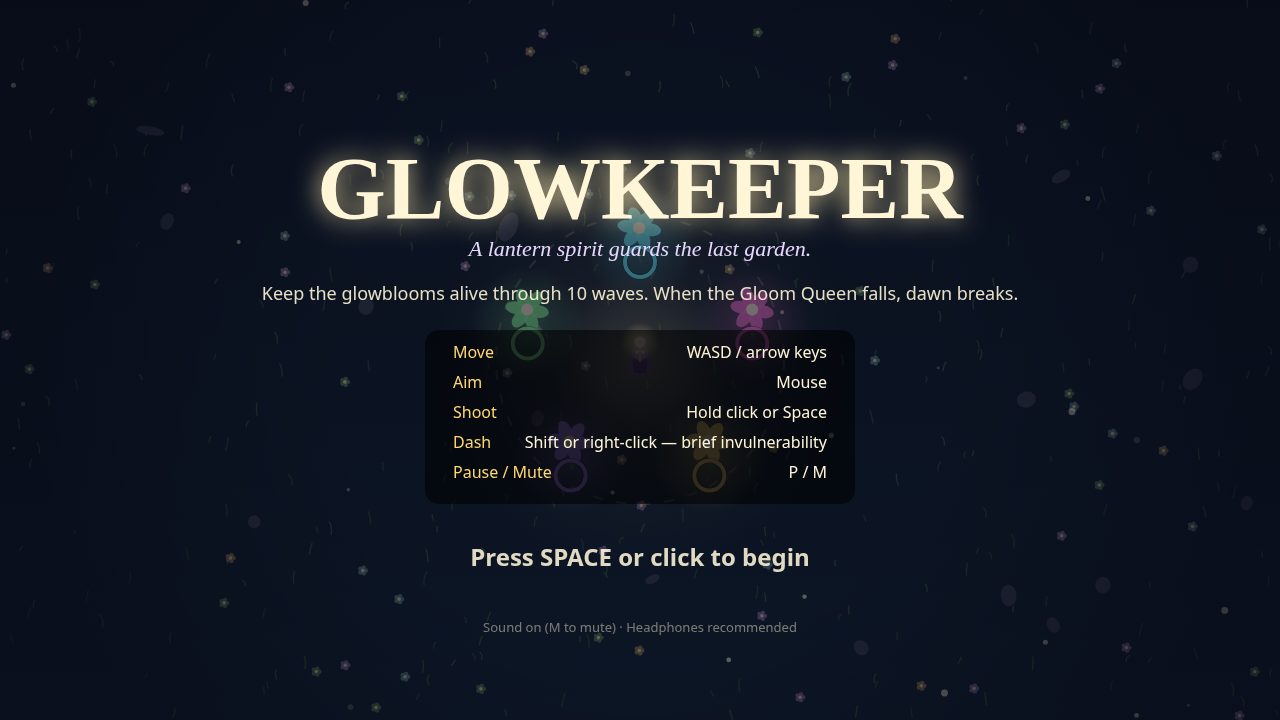 GLOWKEEPER
A lantern spirit guards the last garden.
Keep the glowblooms alive through 10 waves. When the Gloom Queen falls, dawn breaks.
Move WASD / arrow keys
Aim Mouse
Shoot Hold click or Space
Dash Shift or right-click — brief invulnerability
Pause / Mute P / M
Press SPACE or click to begin
Sound on (M to mute) · Headphones recommended